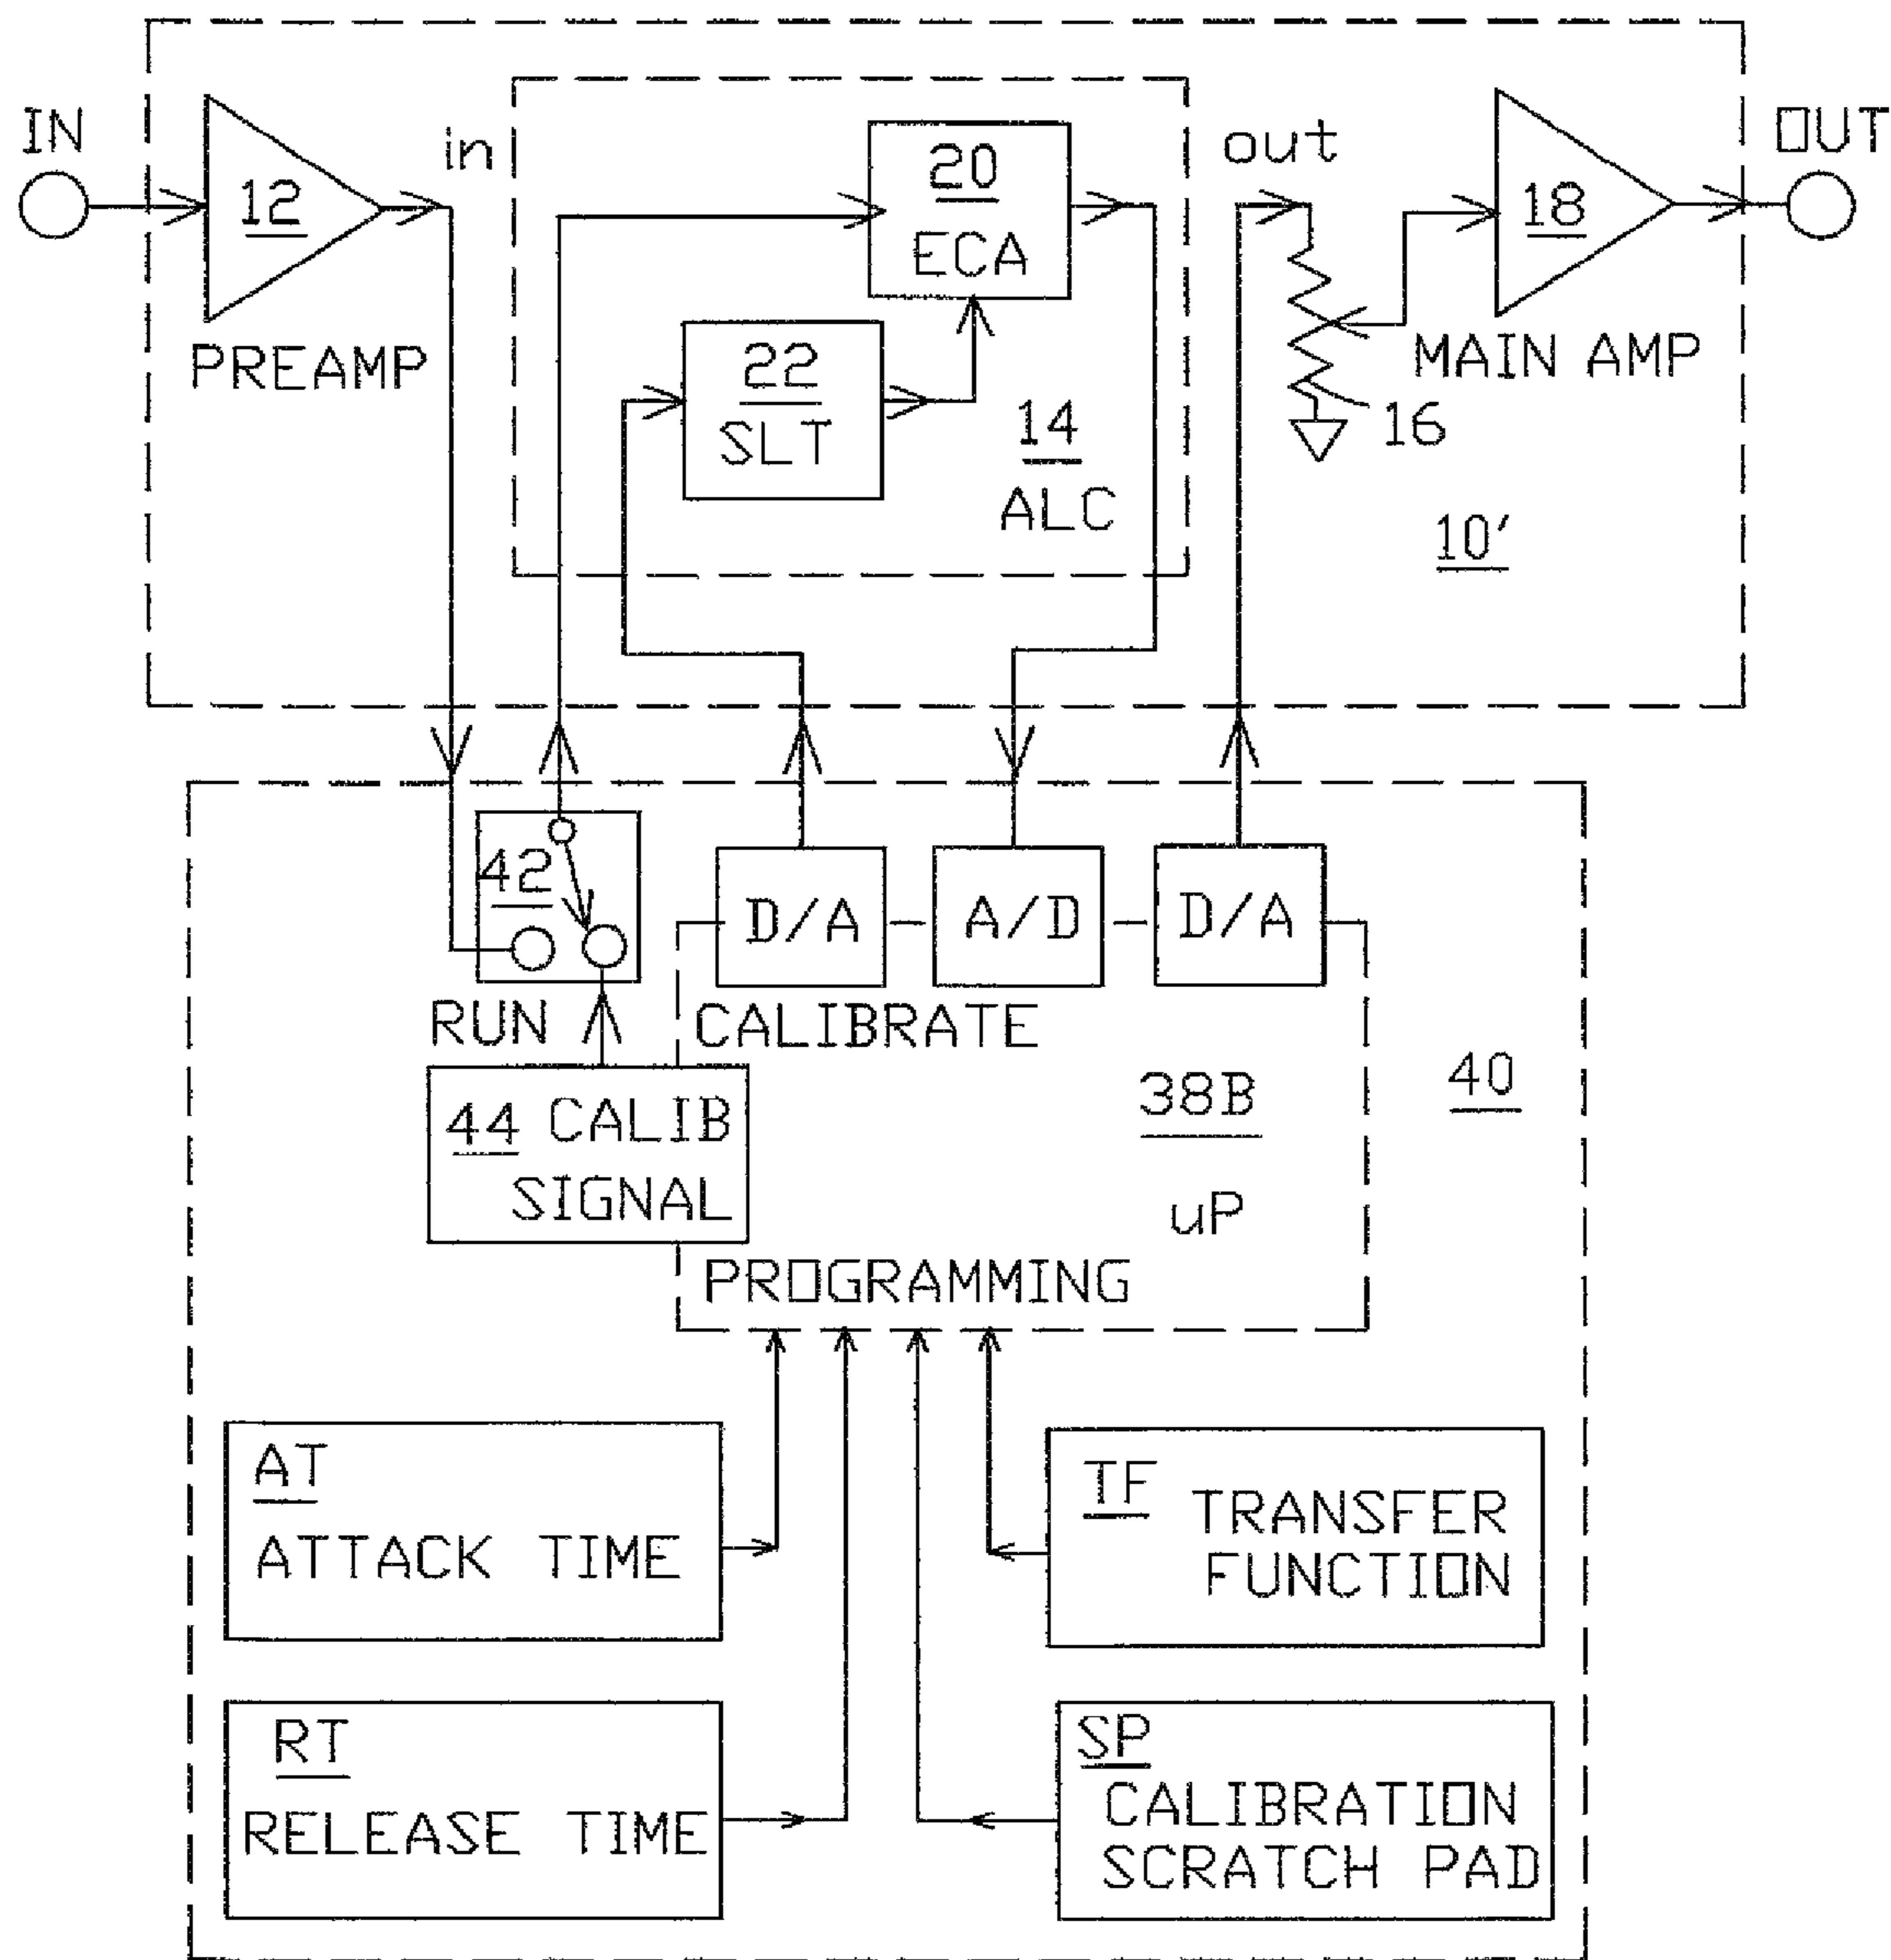 IN
12
PREAMP
in
20
ECA
22
SLT
14
ALC
out
16
18
MAIN AMP
OUT
10′
42
RUN
CALIBRATE
D/A
A/D
D/A
44 CALIB
SIGNAL
38B
uP
40
PROGRAMMING
AT
ATTACK TIME
TF
TRANSFER
FUNCTION
RT
RELEASE TIME
SP
CALIBRATION
SCRATCH PAD